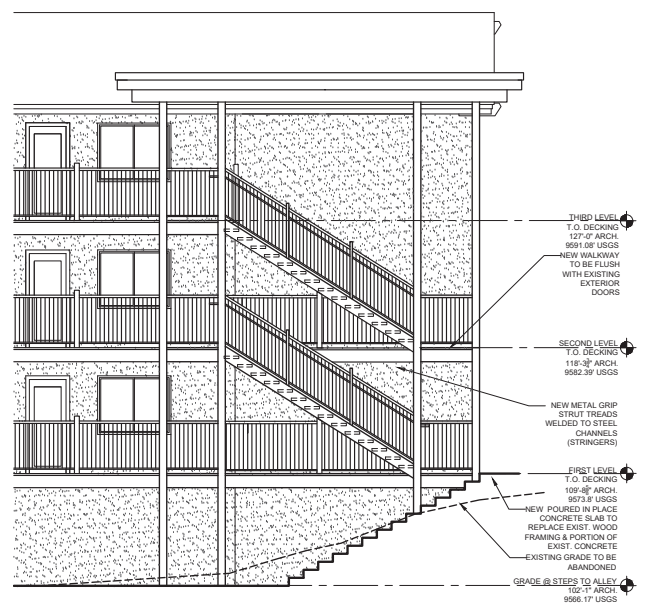 THIRD LEVEL
T.O. DECKING
127'-0" ARCH.
9591.08' USGS
NEW WALKWAY
TO BE FLUSH
WITH EXISTING
EXTERIOR
DOORS
SECOND LEVEL
T.O. DECKING
ARCH.
9582.39' USGS
NEW METAL GRIP
STRUT TREADS
WELDED TO STEEL
CHANNELS
(STRINGERS)
FIRST LEVEL
T.O. DECKING
ARCH.
9573.8' USGS
NEW POURED IN PLACE
CONCRETE SLAB TO
REPLACE EXIST. WOOD
FRAMING & PORTION OF
EXIST. CONCRETE
EXISTING GRADE TO BE
ABANDONED
GRADE @ STEPS TO ALLEY
102'-1" ARCH.
9566.17' USGS